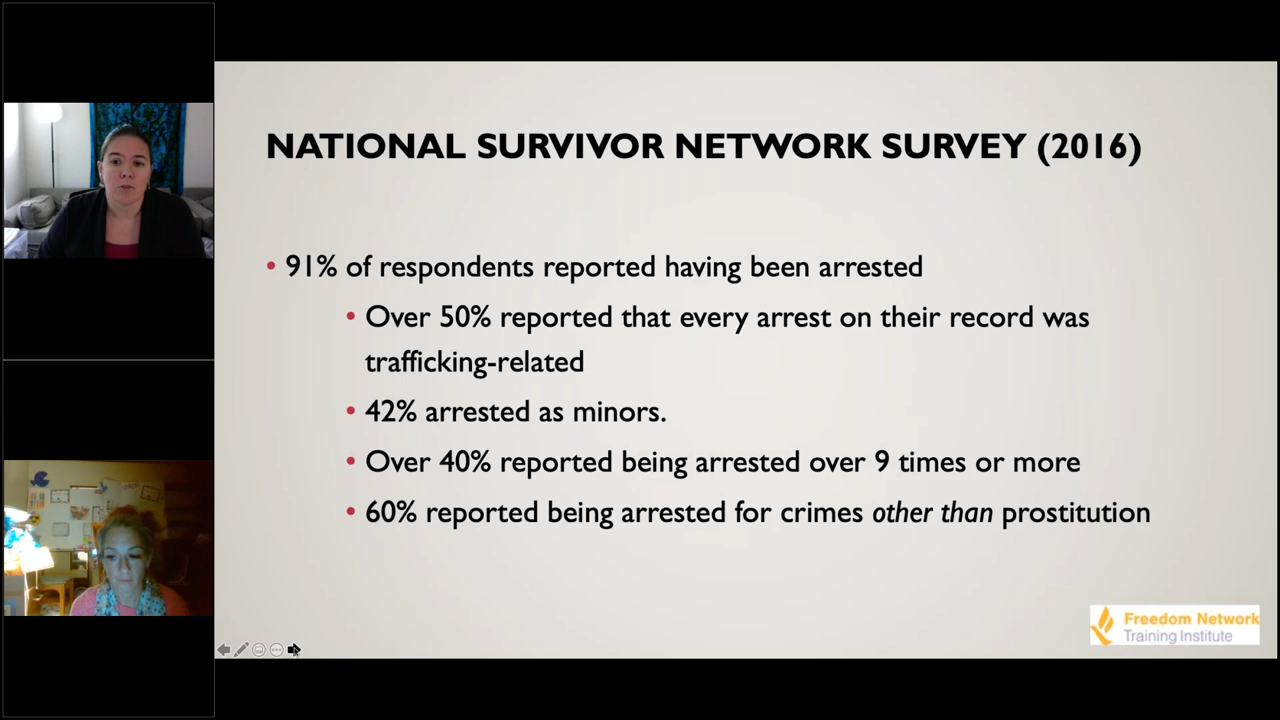 NATIONAL SURVIVOR NETWORK SURVEY (2016)
• 91% of respondents reported having been arrested
• Over 50% reported that every arrest on their record was
trafficking-related
• 42% arrested as minors.
• Over 40% reported being arrested over 9 times or more
• 60% reported being arrested for crimes other than prostitution
Freedom Network
Training Institute